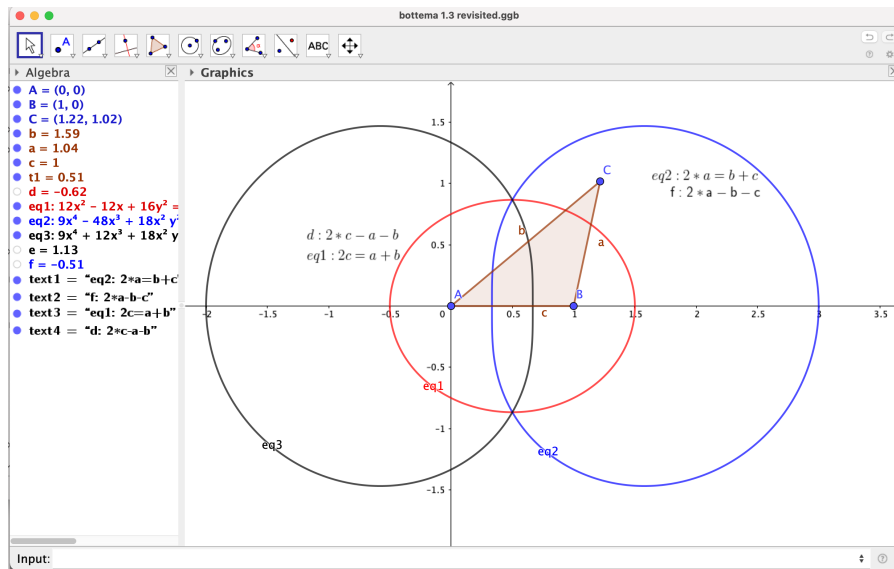 bottema 1.3 revisited.ggb
A
ABC
Algebra
Graphics
A = (0, 0)
B = (1, 0)
C = (1.22, 1.02)
b = 1.59
a = 1.04
c = 1
t1 = 0.51
d = −0.62
eq1: 12x² − 12x + 16y² =
eq2: 9x⁴ − 48x³ + 18x² y²
eq3: 9x⁴ + 12x³ + 18x² y
e = 1.13
f = −0.51
text1 = “eq2: 2*a=b+c”
text2 = “f: 2*a-b-c”
text3 = “eq1: 2c=a+b”
text4 = “d: 2*c-a-b”
1.5
1
0.5
0
−0.5
−1
−1.5
−2 −1.5 −1 −0.5 0 0.5 1 1.5 2 2.5 3 3.5
C
eq2 : 2 * a = b + c
f : 2 * a − b − c
d : 2 * c − a − b
eq1 : 2c = a + b
b
a
A
B
c
eq1
eq3
eq2
Input: